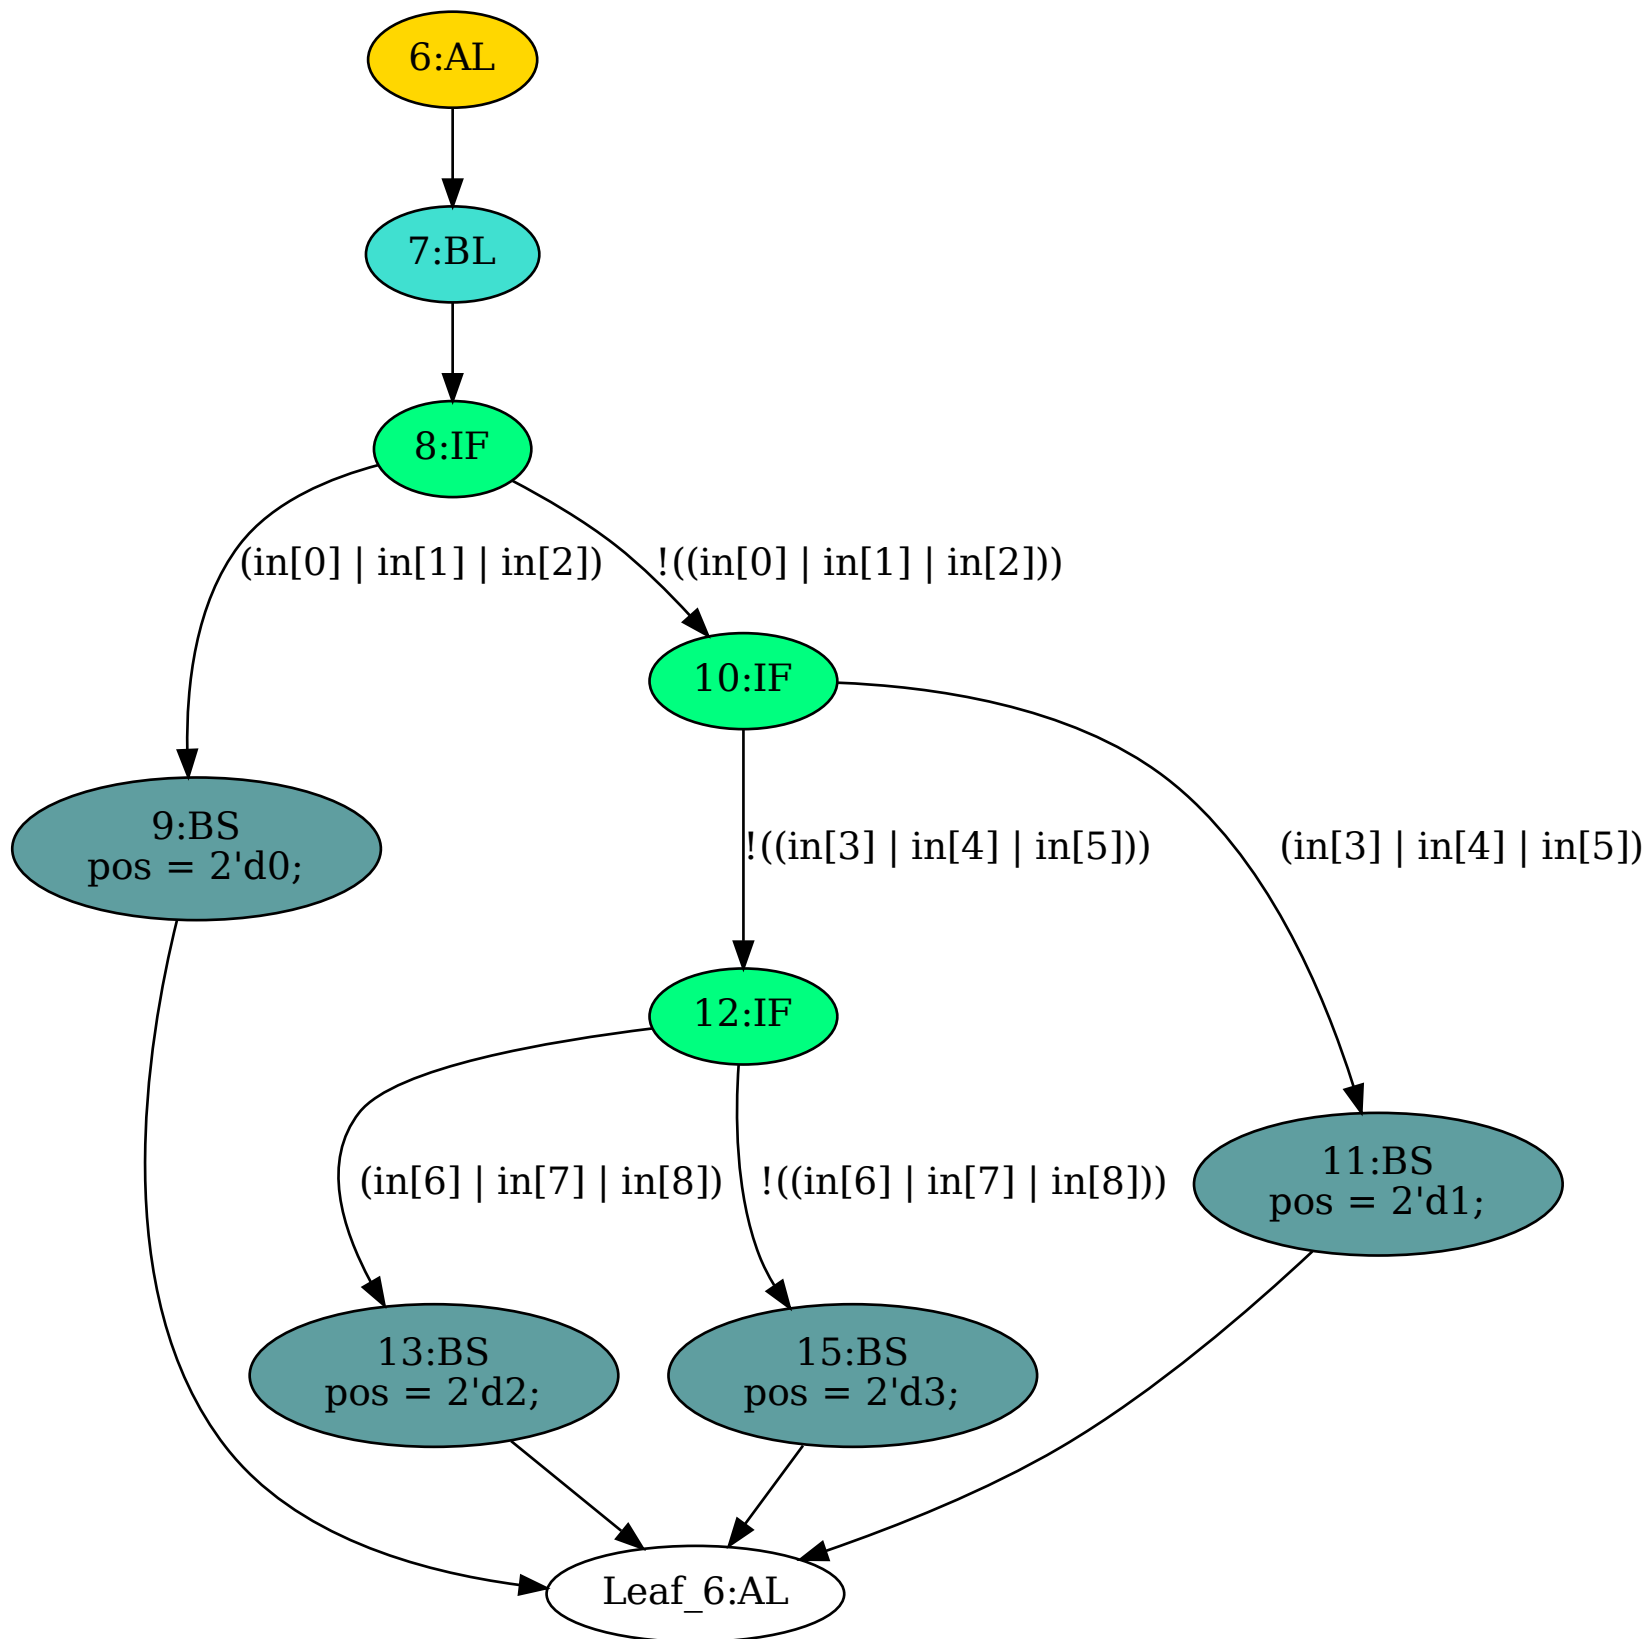 6:AL
7:BL
8:IF
(in[0] | in[1] | in[2])
!((in[0] | in[1] | in[2]))
10:IF
9:BS
pos = 2'd0;
!((in[3] | in[4] | in[5]))
(in[3] | in[4] | in[5])
12:IF
(in[6] | in[7] | in[8])
!((in[6] | in[7] | in[8]))
11:BS
pos = 2'd1;
13:BS
pos = 2'd2;
15:BS
pos = 2'd3;
Leaf_6:AL